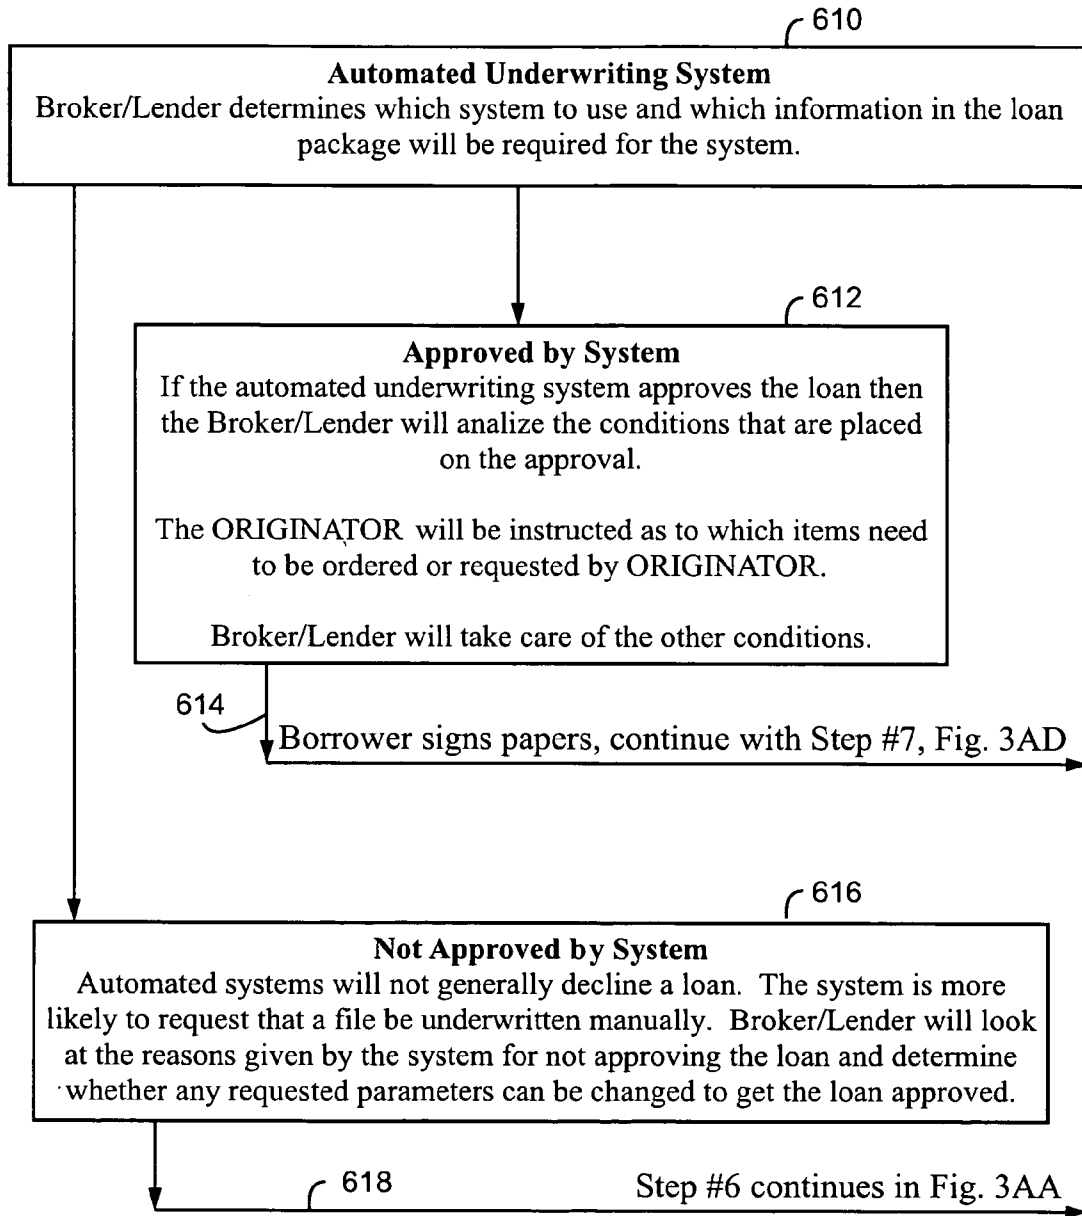 610
Automated Underwriting System
Broker/Lender determines which system to use and which information in the loan
package will be required for the system.
612
Approved by System
If the automated underwriting system approves the loan then
the Broker/Lender will analize the conditions that are placed
on the approval.
The ORIGINATOR will be instructed as to which items need
to be ordered or requested by ORIGINATOR.
Broker/Lender will take care of the other conditions.
614
Borrower signs papers, continue with Step #7, Fig. 3AD
616
Not Approved by System
Automated systems will not generally decline a loan. The system is more
likely to request that a file be underwritten manually. Broker/Lender will look
at the reasons given by the system for not approving the loan and determine
whether any requested parameters can be changed to get the loan approved.
618
Step #6 continues in Fig. 3AA